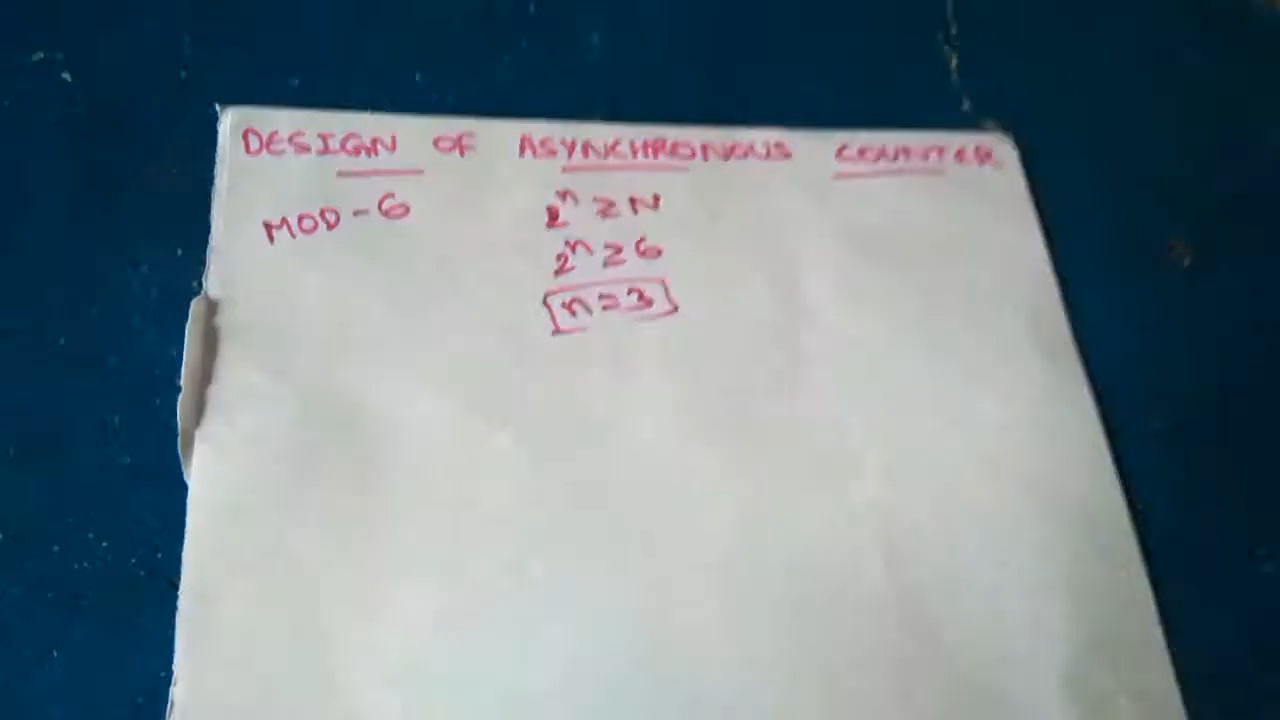 DESIGN OF ASYNCHRONOUS COUNTER
MOD-6
2ⁿ ≥ N
2ⁿ ≥ 6
n=3